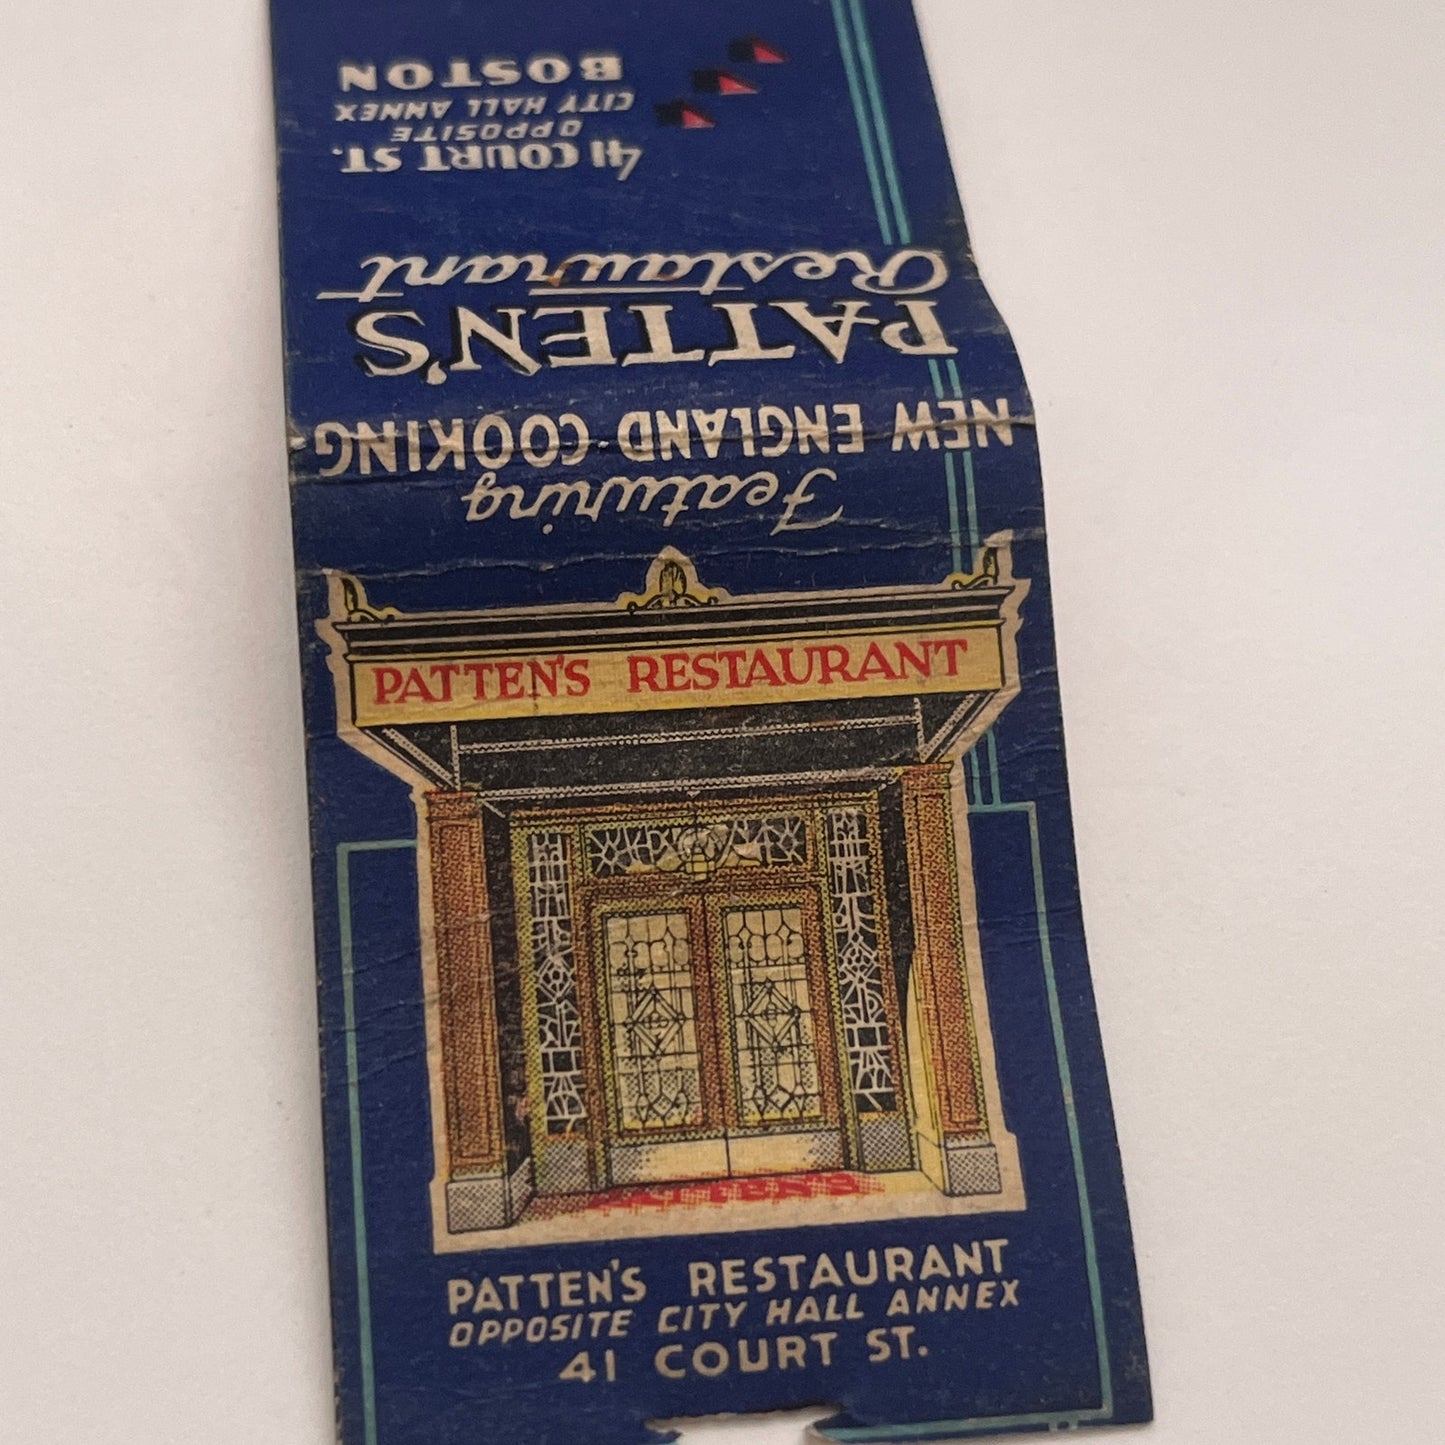 PATTEN'S
Restaurant
41 COURT ST.
OPPOSITE
CITY HALL ANNEX
BOSTON
Featuring
NEW ENGLAND COOKING
PATTEN'S RESTAURANT
PATTEN'S
PATTEN'S RESTAURANT
OPPOSITE CITY HALL ANNEX
41 COURT ST.